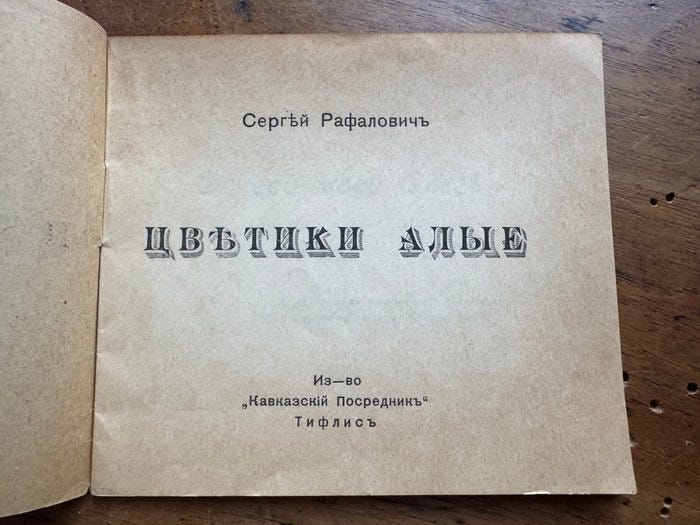 Сергѣй Рафаловичъ
ЦВѢТИКИ АЛЫЕ
Из—во
„Кавказскій Посредникъ“
Тифлисъ